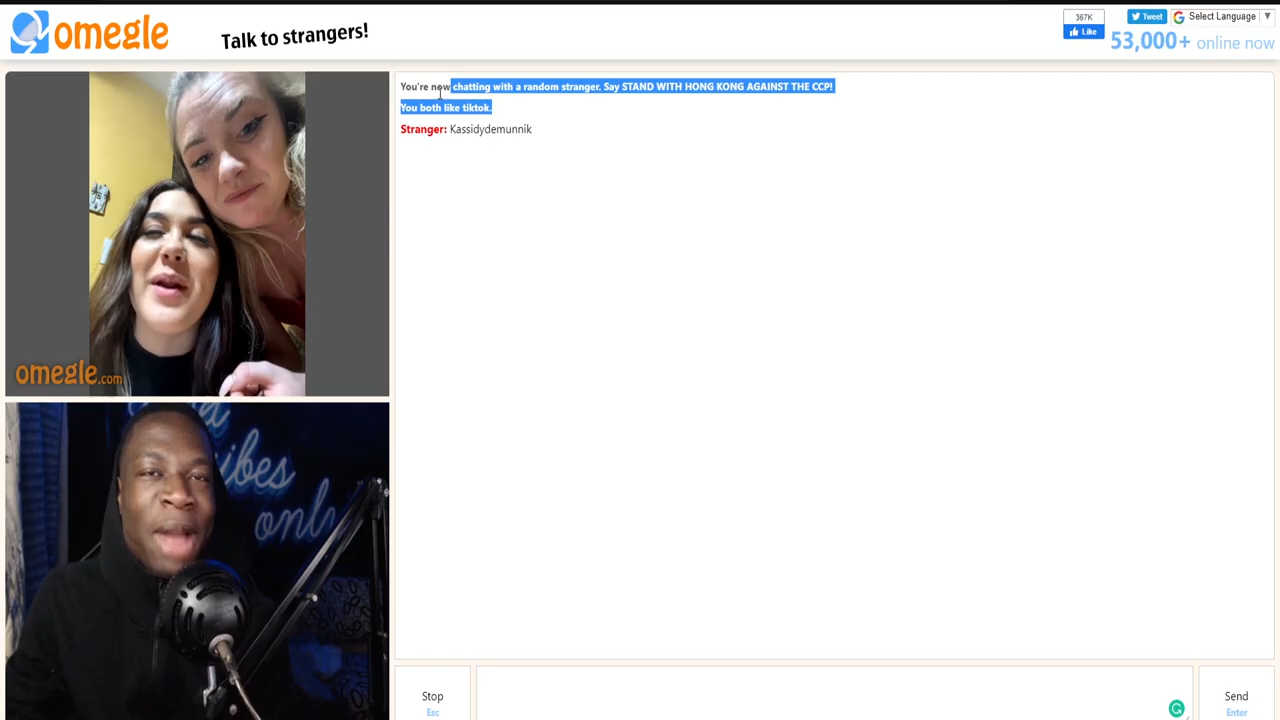 omegle
Talk to strangers!
367K
Like
Tweet
Select Language
53,000+ online now
You're now chatting with a random stranger. Say STAND WITH HONG KONG AGAINST THE CCP!
You both like tiktok.
Stranger: Kassidydemunnik
omegle.com
vibes
only
Stop
Esc
Send
Enter